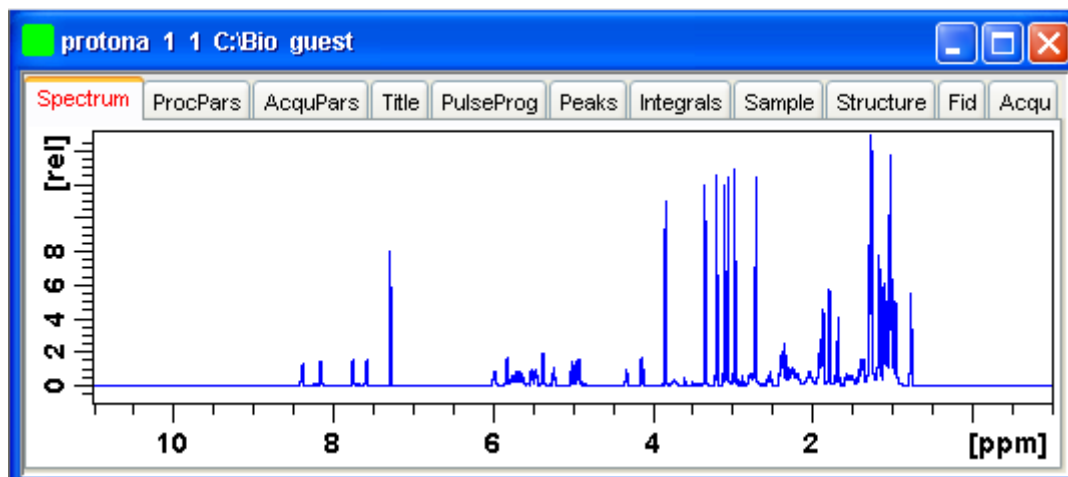 protona 1 1 C:\Bio guest
Spectrum ProcPars AcquPars Title PulseProg Peaks Integrals Sample Structure Fid Acqu
[rel]
8
6
4
2
0
10 8 6 4 2 [ppm]